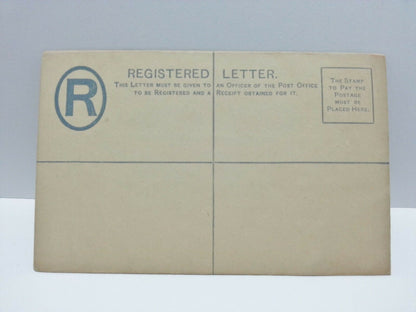 R
REGISTERED LETTER.
THIS LETTER MUST BE GIVEN TO AN OFFICER OF THE POST OFFICE
TO BE REGISTERED AND A RECEIPT OBTAINED FOR IT.
THE STAMP
TO PAY THE
POSTAGE
MUST BE
PLACED HERE.